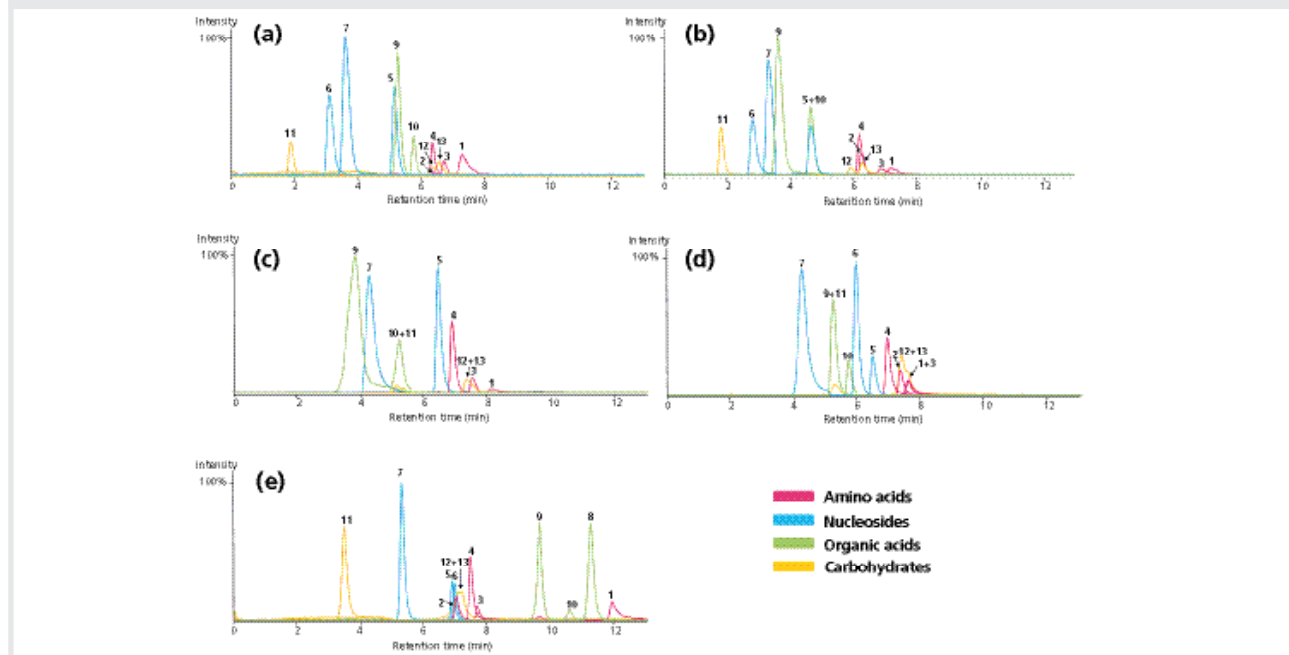 Intensity
100%
(a)
7
9
6
5
11
10
4
12
13
2
3
1
0 2 4 6 8 10 12
Retention time (min)
Intensity
100%
(b)
9
7
5+10
11
6
4
2
13
12
3
1
0 2 4 6 8 10 12
Retention time (min)
Intensity
100%
(c)
9
7
5
4
10+11
12+13
3
1
0 2 4 6 8 10 12
Retention time (min)
Intensity
100%
(d)
7
6
9+11
10
5
4
2
12+13
1+3
0 2 4 6 8 10 12
Retention time (min)
Intensity
100%
(e)
7
11
12+13
4
5
6
2
3
9
8
10
1
0 2 4 6 8 10 12
Retention time (min)
Amino acids
Nucleosides
Organic acids
Carbohydrates